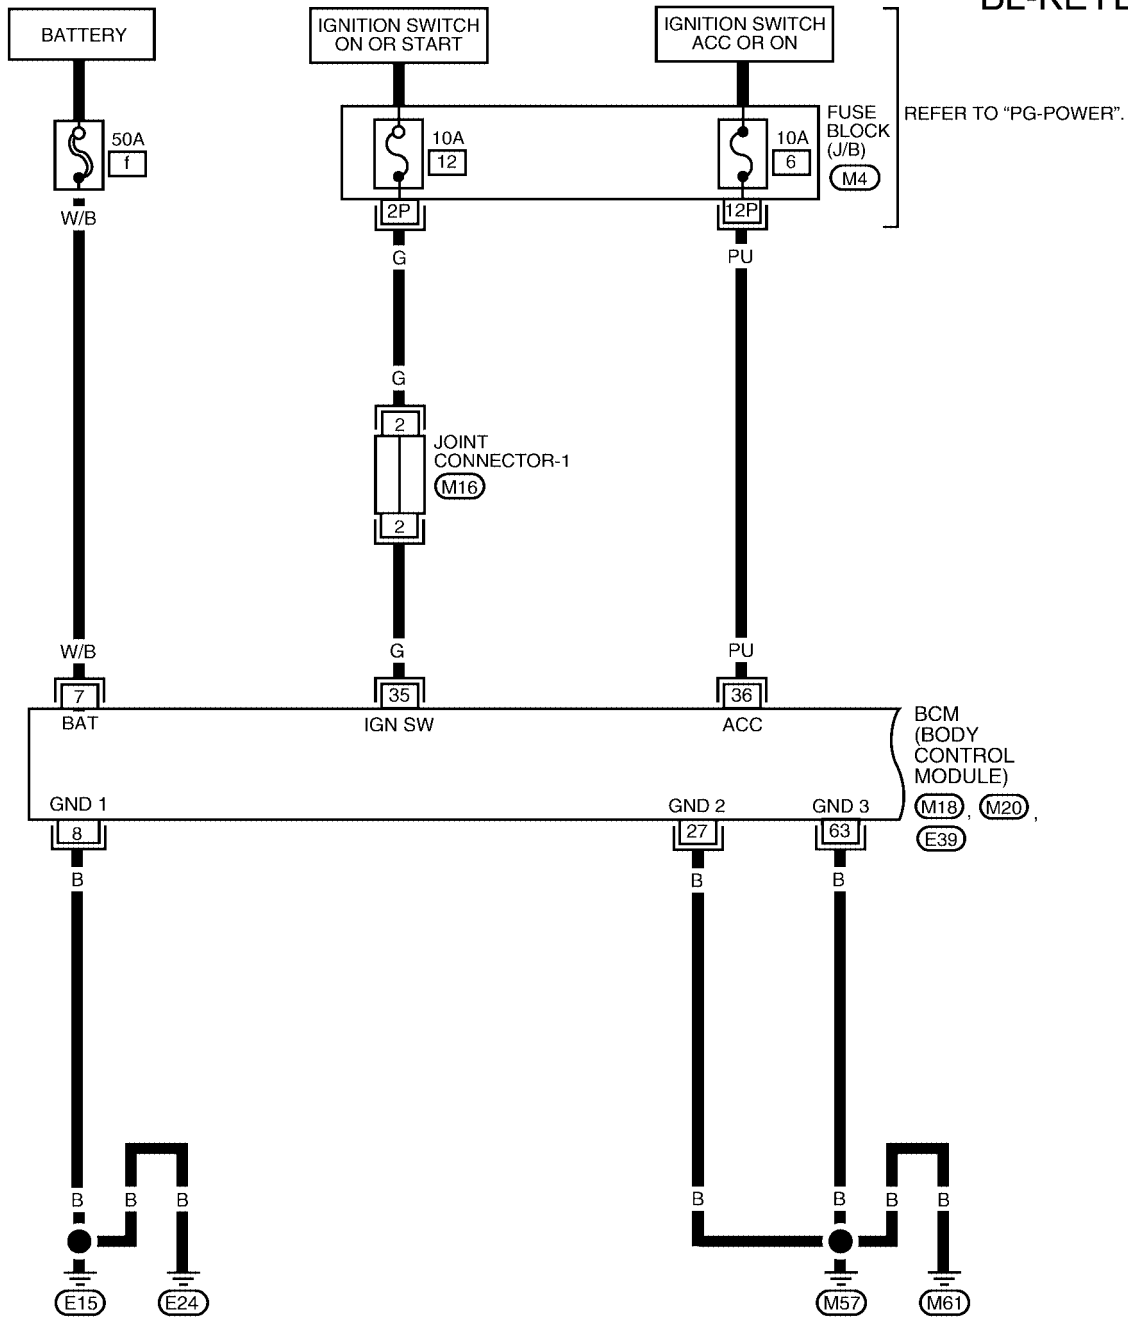 BATTERY
IGNITION SWITCH
ON OR START
IGNITION SWITCH
ACC OR ON
50A
f
10A
12
10A
6
FUSE
BLOCK
(J/B)
M4
REFER TO “PG-POWER”.
W/B
2P
12P
G
PU
G
2
JOINT
CONNECTOR-1
M16
2
W/B
G
PU
7
35
36
BAT
IGN SW
ACC
BCM
(BODY
CONTROL
MODULE)
M18, M20,
E39
GND 1
GND 2
GND 3
8
27
63
B
B
B
B
B
B
B
B
B
B
E15
E24
M57
M61